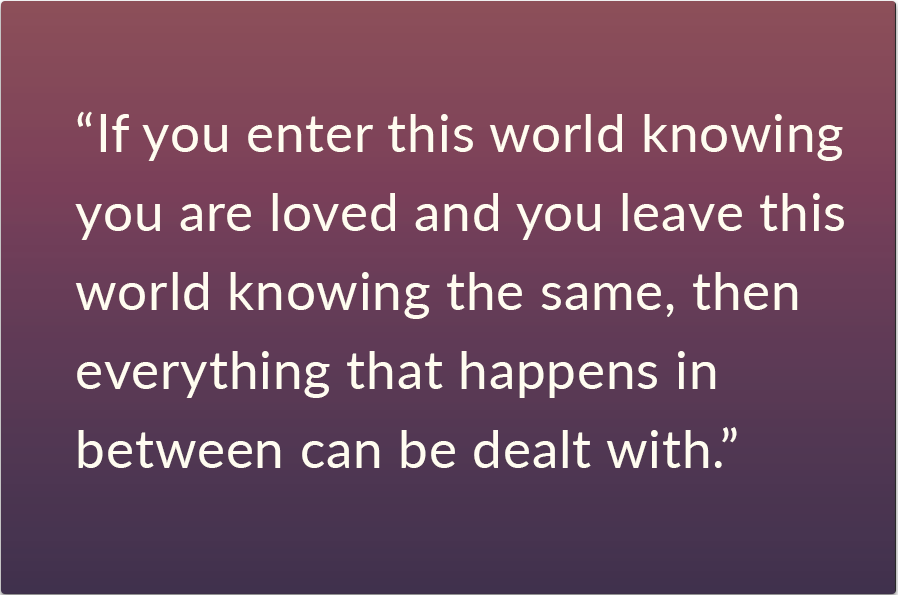 “If you enter this world knowing
you are loved and you leave this
world knowing the same, then
everything that happens in
between can be dealt with.”